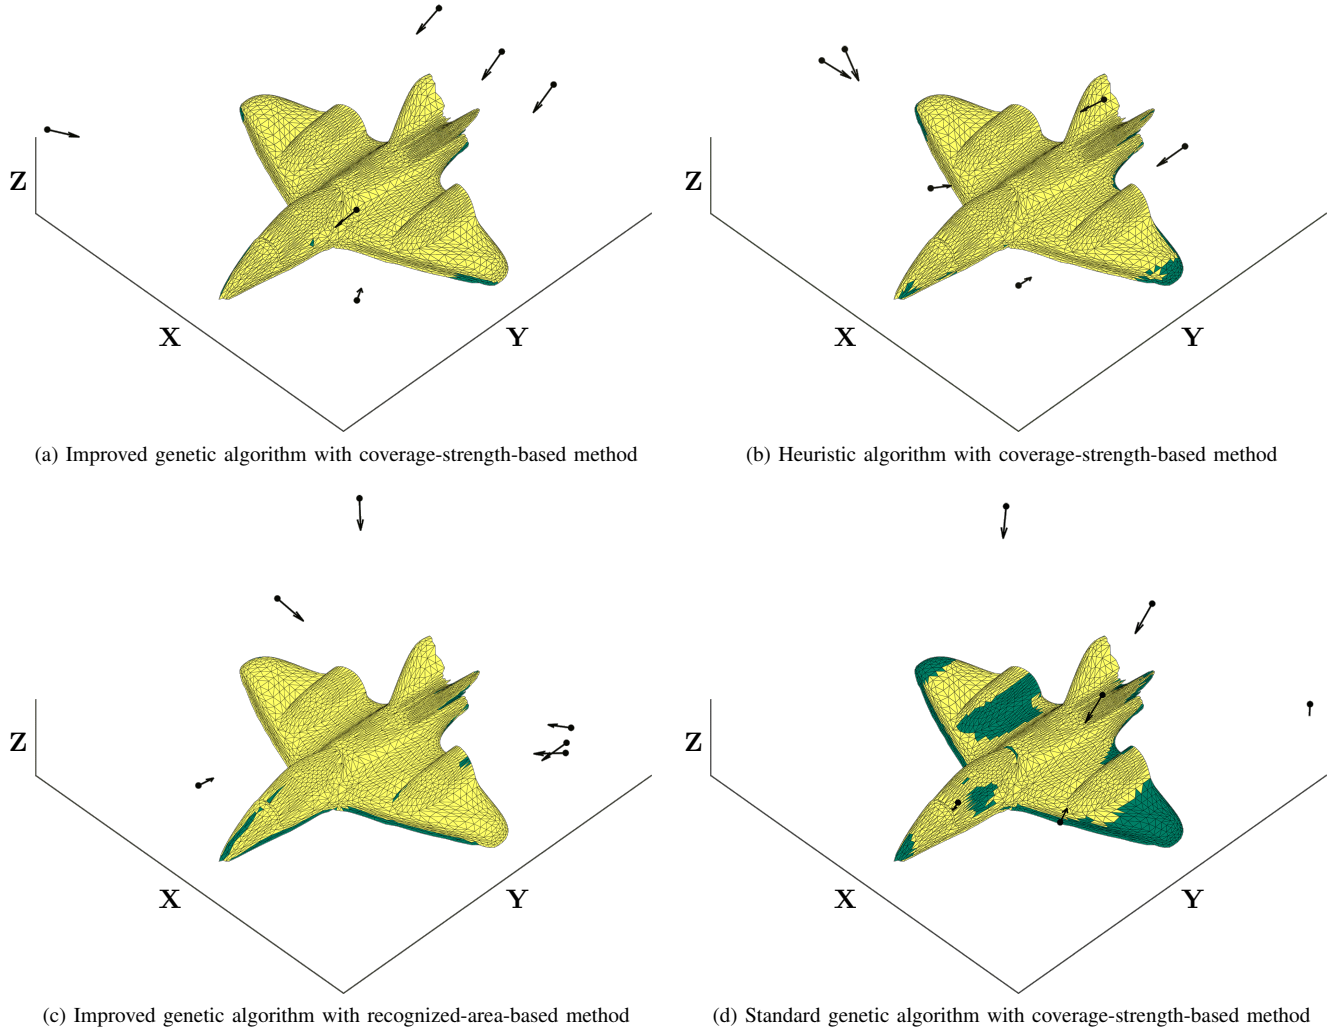 Z
X
Y
(a) Improved genetic algorithm with coverage-strength-based method
Z
X
Y
(b) Heuristic algorithm with coverage-strength-based method
Z
X
Y
(c) Improved genetic algorithm with recognized-area-based method
Z
X
Y
(d) Standard genetic algorithm with coverage-strength-based method